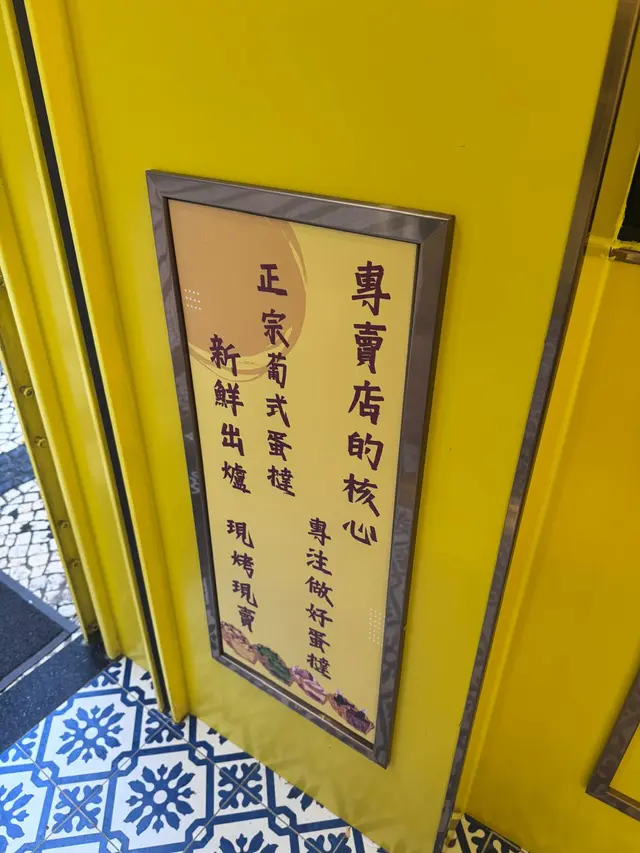 專賣店的核心
專注做好蛋撻
正宗葡式蛋撻
新鮮出爐 現烤現賣